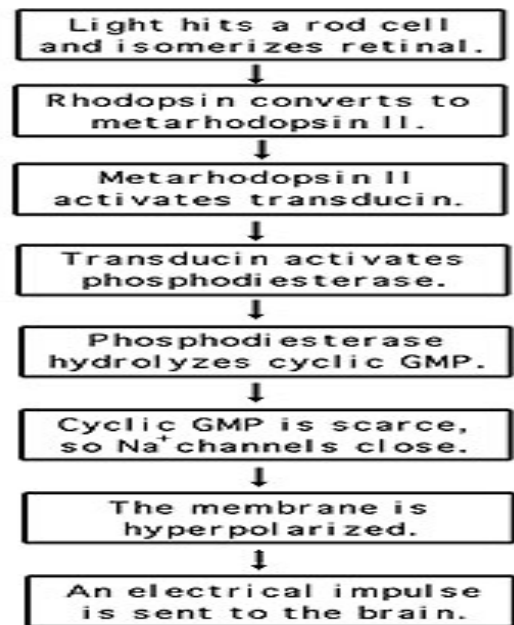 Light hits a rod cell
and isomerizes retinal.
Rhodopsin converts to
metarhodopsin II.
Metarhodopsin II
activates transducin.
Transducin activates
phosphodiesterase.
Phosphodiesterase
hydrolyzes cyclic GMP.
Cyclic GMP is scarce,
so Na⁺ channels close.
The membrane is
hyperpolarized.
An electrical impulse
is sent to the brain.